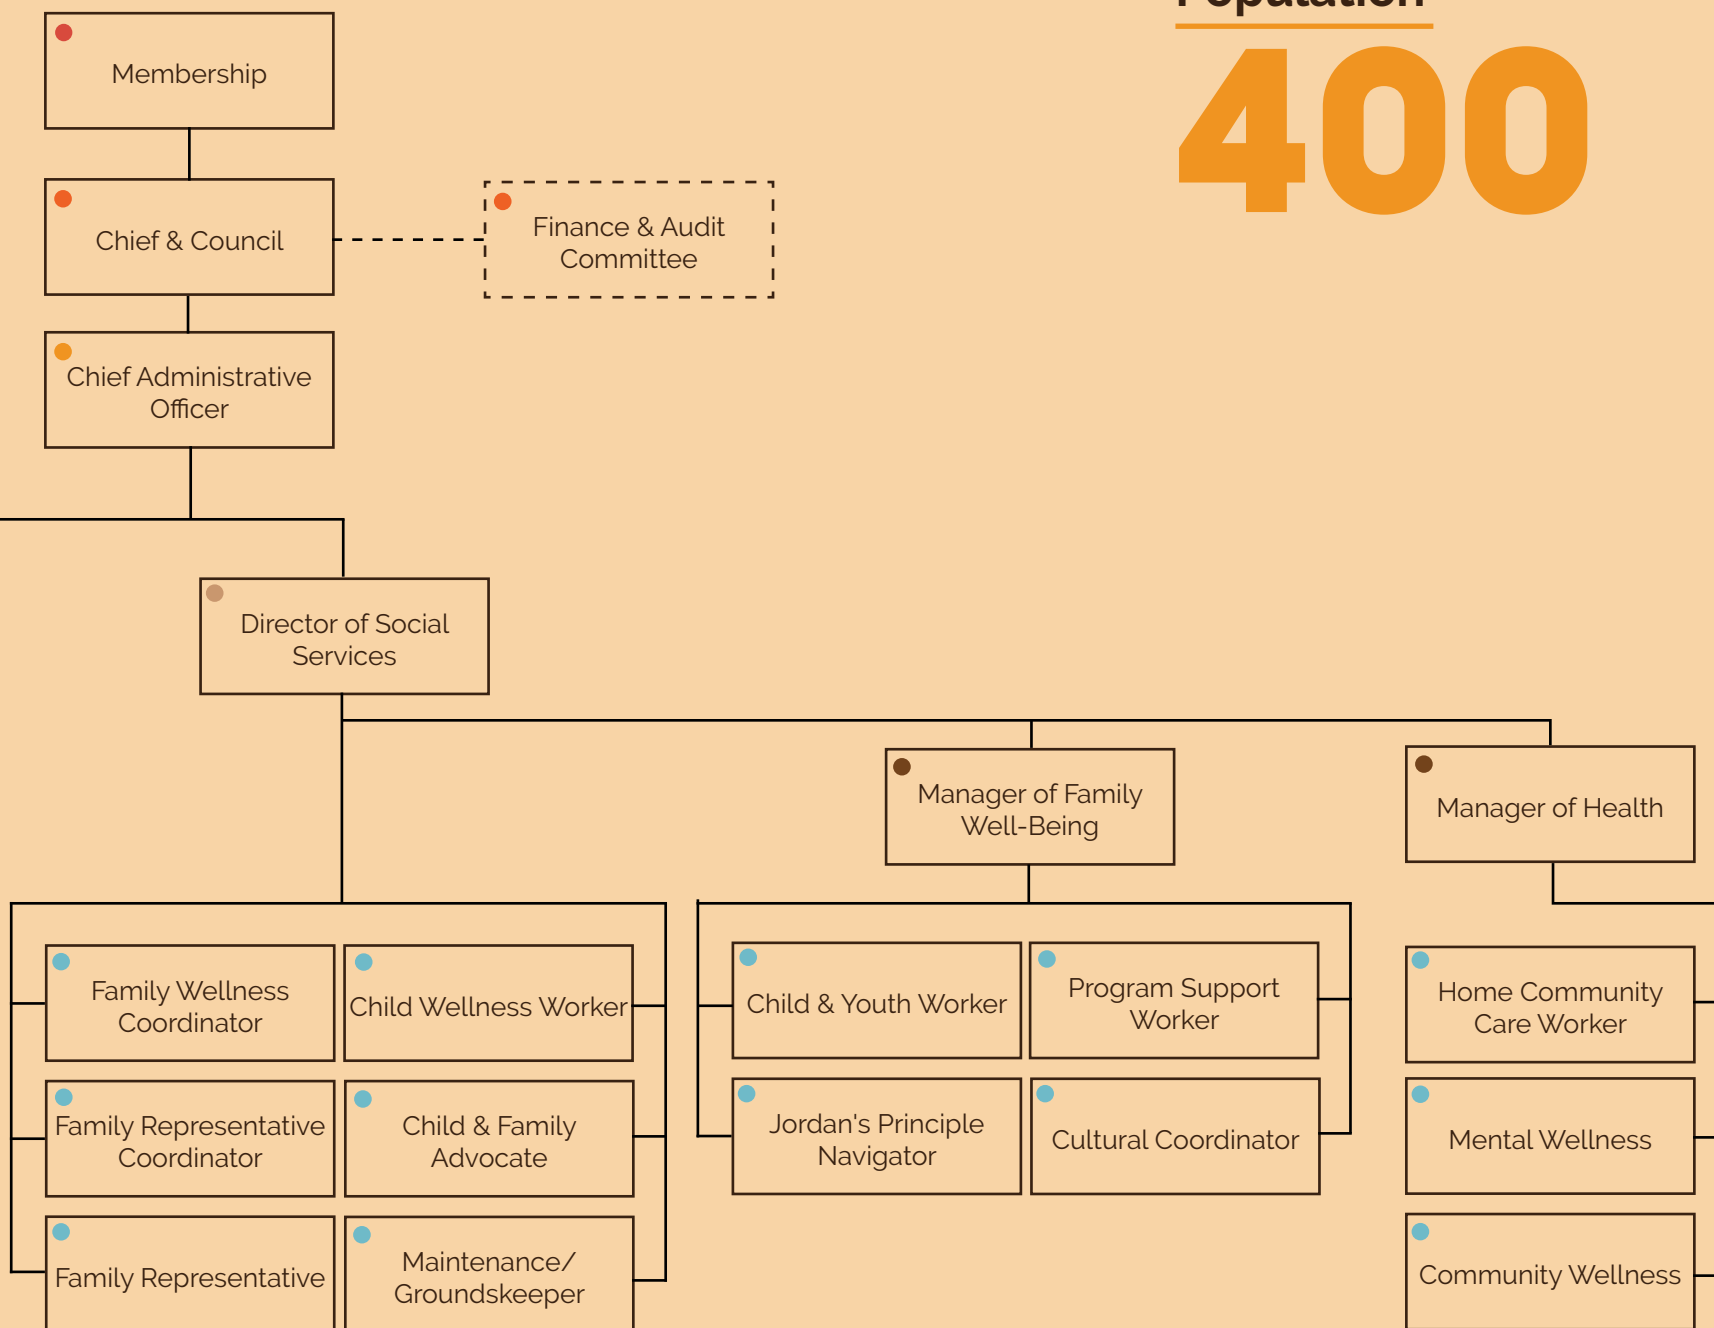 Population
400
Membership
Chief & Council
Finance & Audit
Committee
Chief Administrative
Officer
Director of Social
Services
Manager of Family
Well-Being
Manager of Health
Family Wellness
Coordinator
Child Wellness Worker
Child & Youth Worker
Program Support
Worker
Home Community
Care Worker
Family Representative
Coordinator
Child & Family
Advocate
Jordan's Principle
Navigator
Cultural Coordinator
Mental Wellness
Family Representative
Maintenance/
Groundskeeper
Community Wellness